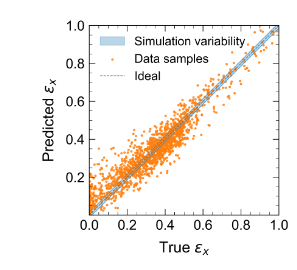 1.0
Simulation variability
Data samples
Ideal
0.8
0.6
0.4
0.2
Predicted εx
0.0 0.2 0.4 0.6 0.8 1.0
True εx